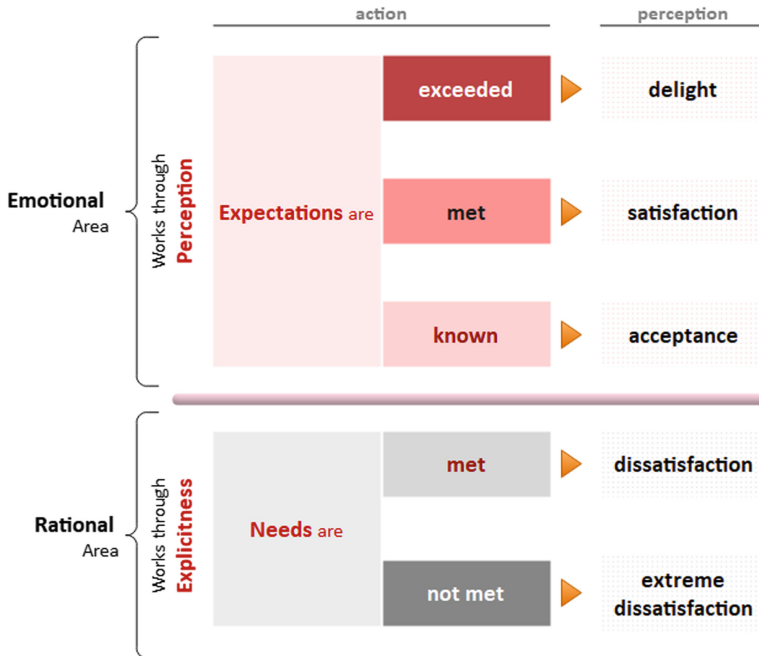 action
perception
Emotional
Area
Works through
Perception
Expectations are
exceeded
delight
met
satisfaction
known
acceptance
Rational
Area
Works through
Explicitness
Needs are
met
dissatisfaction
not met
extreme
dissatisfaction